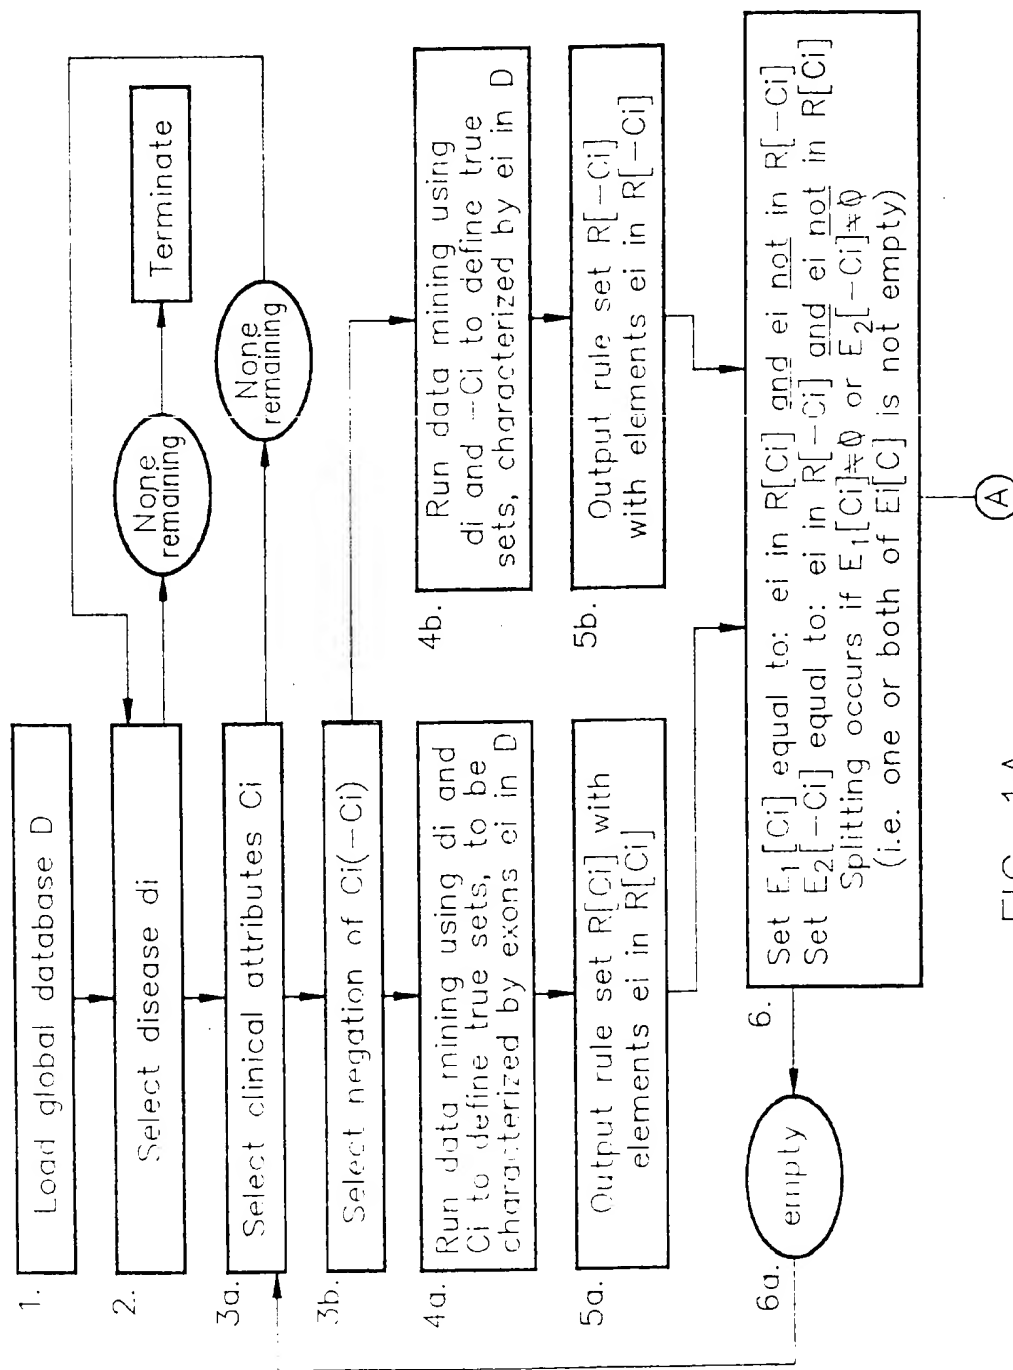 1.
Load global database D
2.
Select disease di
None
remaining
Terminate
3a.
Select clinical attributes Ci
None
remaining
3b.
Select negation of Ci(−Ci)
4a.
Run data mining using di and
Ci to define true sets, to be
characterized by exons ei in D
4b.
Run data mining using
di and −Ci to define true
sets, characterized by ei in D
5a.
Output rule set R[Ci] with
elements ei in R[Ci]
5b.
Output rule set R[−Ci]
with elements ei in R[−Ci]
6.
Set E₁[Ci] equal to: ei in R[Ci] and ei not in R[−Ci]
Set E₂[−Ci] equal to: ei in R[−Ci] and ei not in R[Ci]
Splitting occurs if E₁[Ci]≠∅ or E₂[−Ci]≠∅
(i.e. one or both of Ei[C] is not empty)
6a.
empty
A
FIG. 1A